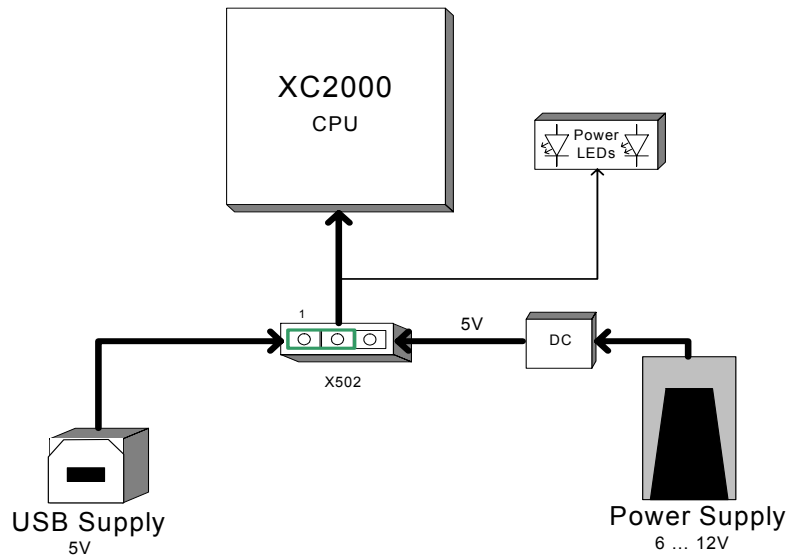 XC2000
CPU
Power
LEDs
1
5V
DC
X502
USB Supply
5V
Power Supply
6 ... 12V